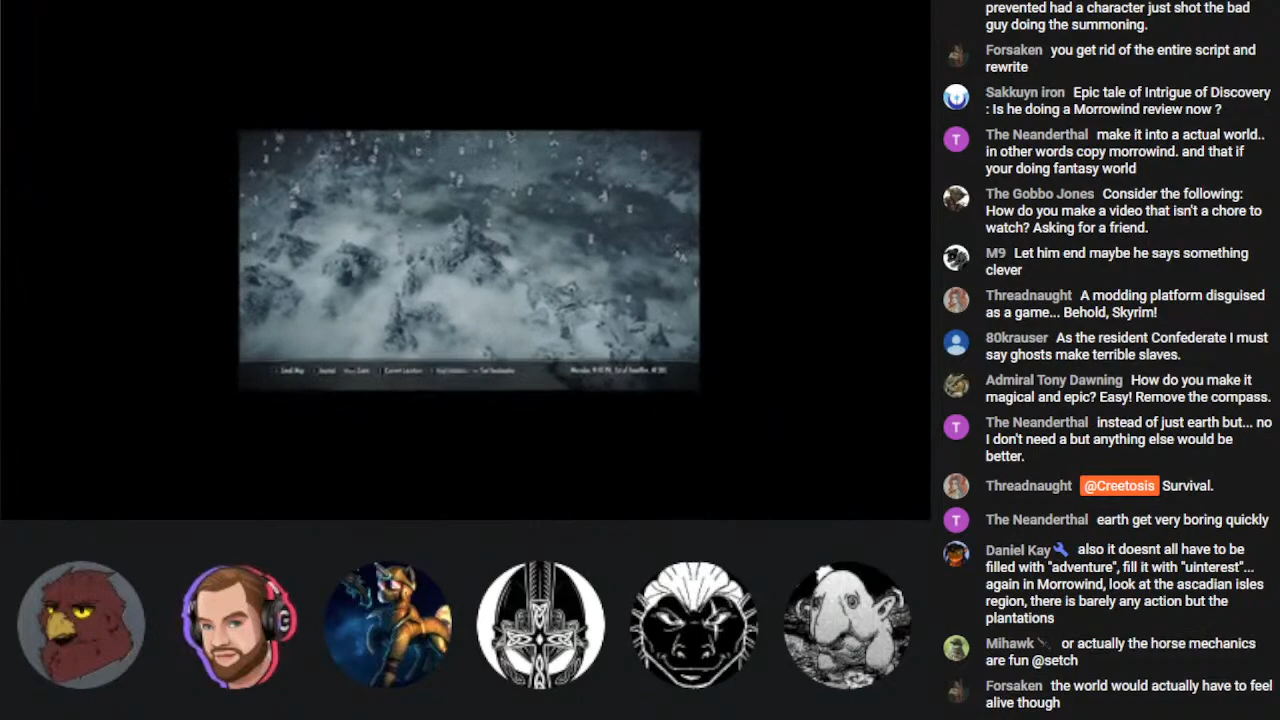 prevented had a character just shot the bad
guy doing the summoning.
Forsaken you get rid of the entire script and
rewrite
Sakkuyn iron Epic tale of Intrigue of Discovery
: Is he doing a Morrowind review now ?
T
The Neanderthal make it into a actual world..
in other words copy morrowind. and that if
your doing fantasy world
The Gobbo Jones Consider the following:
How do you make a video that isn't a chore to
watch? Asking for a friend.
M9 Let him end maybe he says something
clever
Threadnaught A modding platform disguised
as a game... Behold, Skyrim!
80krauser As the resident Confederate I must
say ghosts make terrible slaves.
Admiral Tony Dawning How do you make it
magical and epic? Easy! Remove the compass.
T
The Neanderthal instead of just earth but... no
I don't need a but anything else would be
better.
Threadnaught @Creetosis Survival.
T
The Neanderthal earth get very boring quickly
Daniel Kay also it doesnt all have to be
filled with "adventure", fill it with "uinterest"...
again in Morrowind, look at the ascadian isles
region, there is barely any action but the
plantations
Mihawk or actually the horse mechanics
are fun @setch
Forsaken the world would actually have to feel
alive though